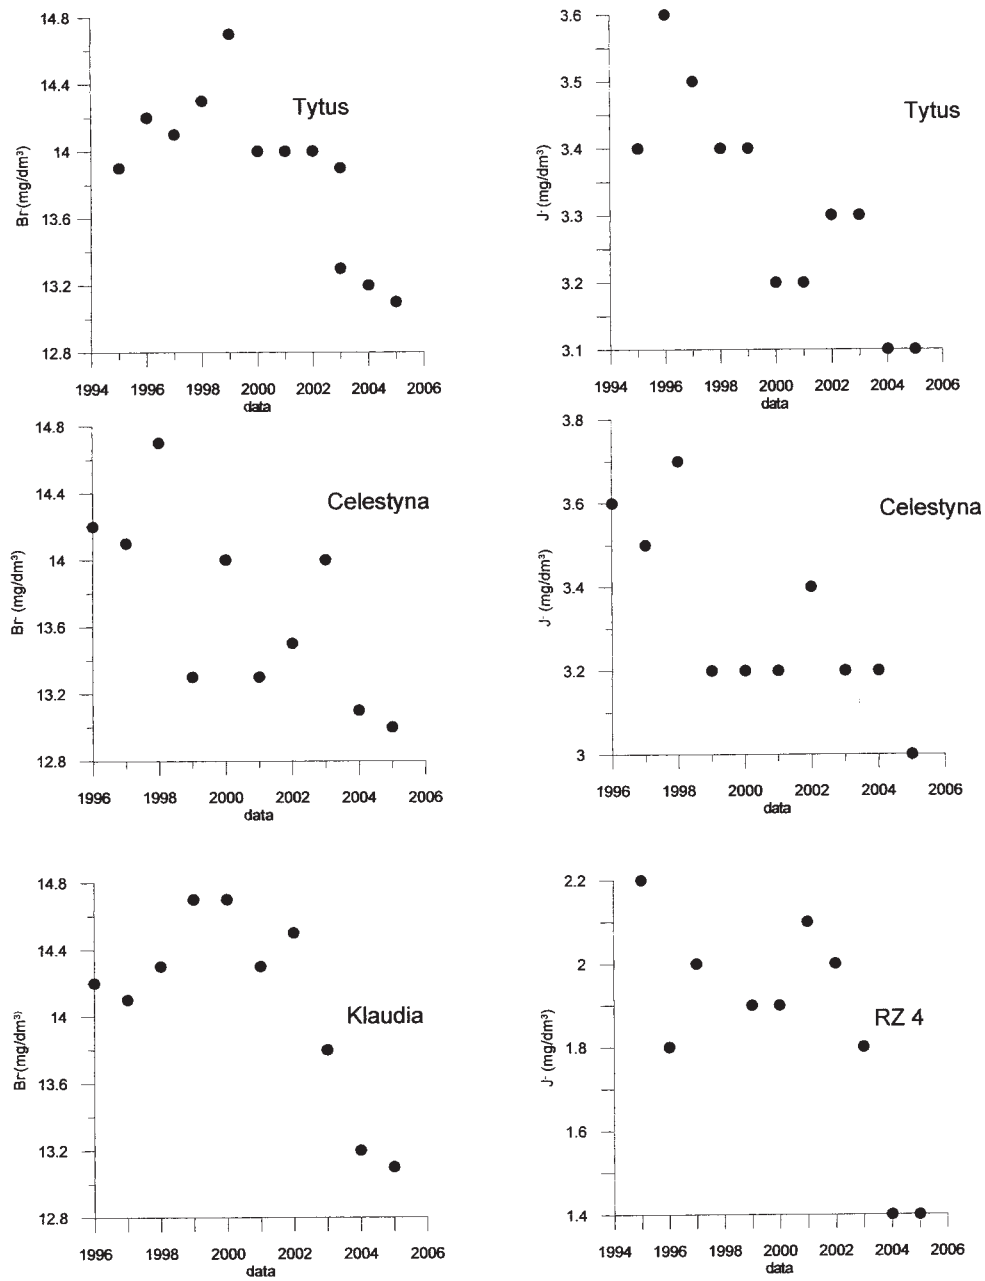 14.8
14.4
14
13.6
13.2
12.8
Br-(mg/dm³)
Tytus
1994 1996 1998 2000 2002 2004 2006
data
3.6
3.5
3.4
3.3
3.2
3.1
J- (mg/dm³)
Tytus
1994 1996 1998 2000 2002 2004 2006
data
14.8
14.4
14
13.6
13.2
12.8
Br- (mg/dm³)
Celestyna
1996 1998 2000 2002 2004 2006
data
3.8
3.6
3.4
3.2
3
J- (mg/dm³)
Celestyna
1996 1998 2000 2002 2004 2006
data
14.8
14.4
14
13.6
13.2
12.8
Br-(mg/dm³)
Klaudia
1996 1998 2000 2002 2004 2006
data
2.2
2
1.8
1.6
1.4
J- (mg/dm³)
RZ 4
1994 1996 1998 2000 2002 2004 2006
data